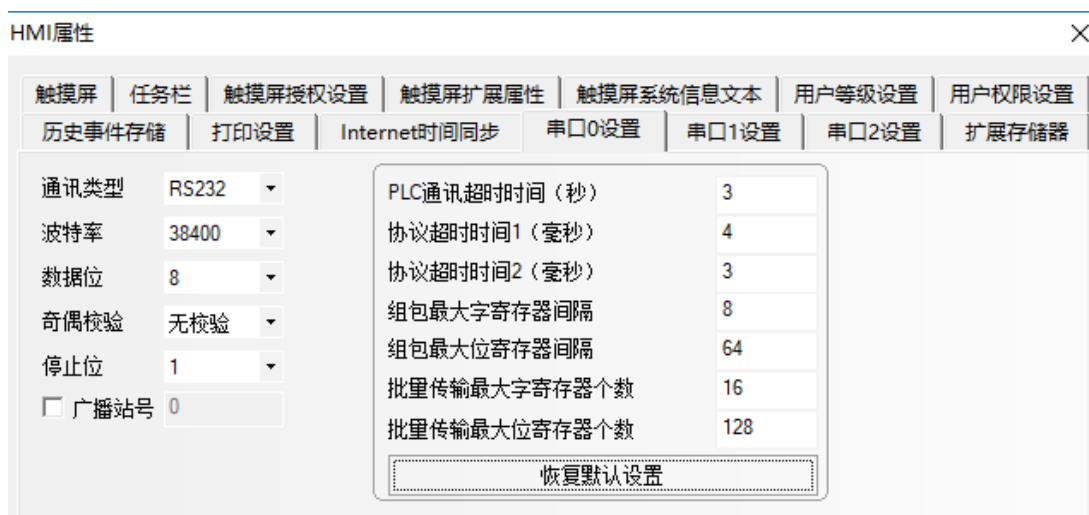 HMI属性
触摸屏 任务栏 触摸屏授权设置 触摸屏扩展属性 触摸屏系统信息文本 用户等级设置 用户权限设置
历史事件存储 打印设置 Internet时间同步 串口0设置 串口1设置 串口2设置 扩展存储器
通讯类型 RS232
波特率 38400
数据位 8
奇偶校验 无校验
停止位 1
广播站号 0
PLC通讯超时时间（秒） 3
协议超时时间1（毫秒） 4
协议超时时间2（毫秒） 3
组包最大字寄存器间隔 8
组包最大位寄存器间隔 64
批里传输最大字寄存器个数 16
批里传输最大位寄存器个数 128
恢复默认设置